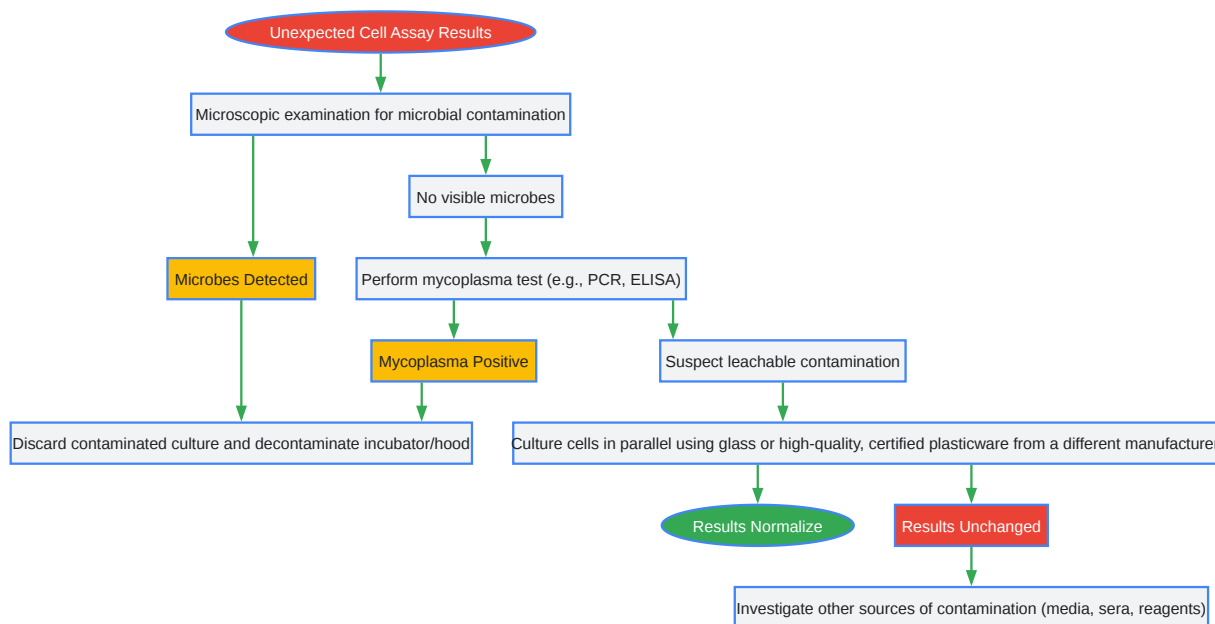 Unexpected Cell Assay Results
Microscopic examination for microbial contamination
No visible microbes
Microbes Detected
Perform mycoplasma test (e.g., PCR, ELISA)
Mycoplasma Positive
Suspect leachable contamination
Discard contaminated culture and decontaminate incubator/hood
Culture cells in parallel using glass or high-quality, certified plasticware from a different manufacturer
Results Normalize
Results Unchanged
Investigate other sources of contamination (media, sera, reagents)